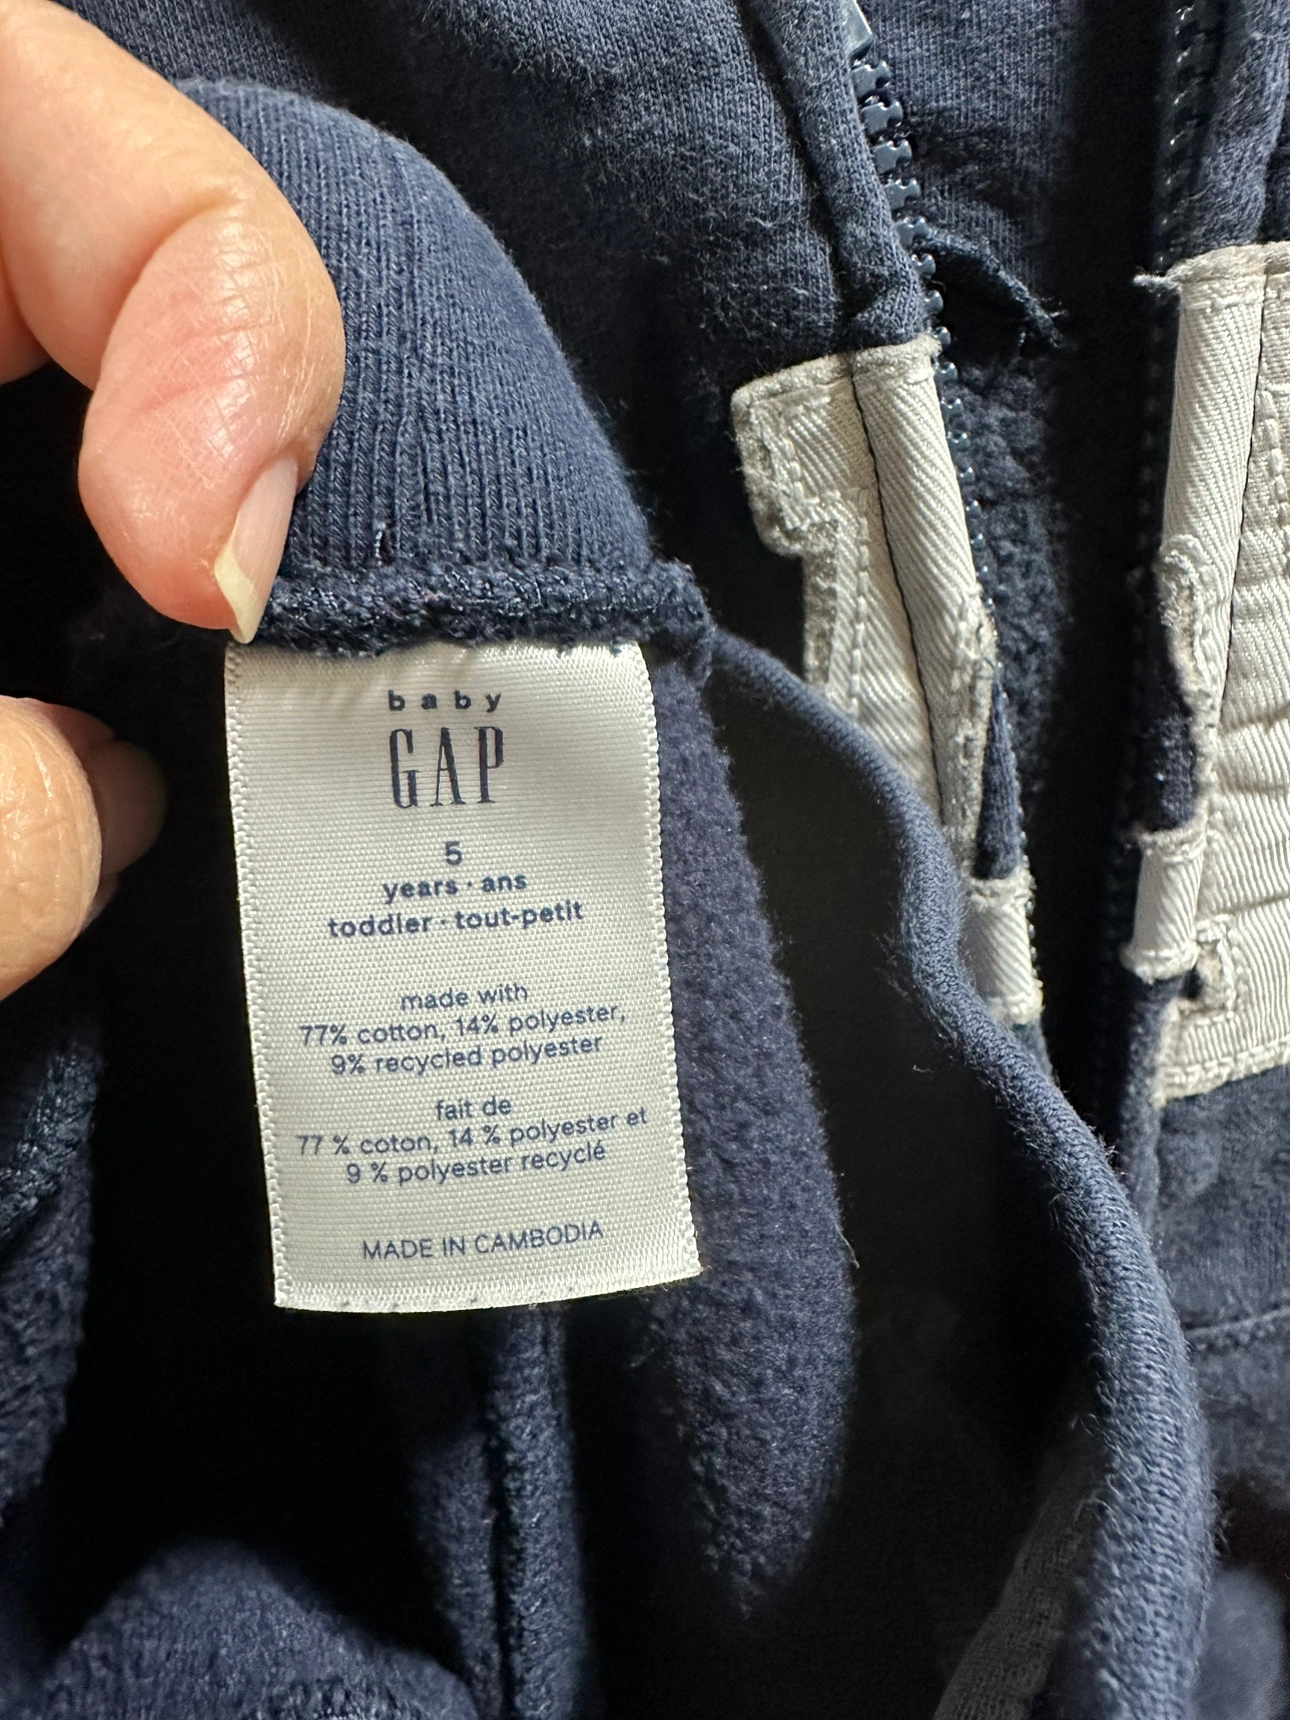 baby
GAP
5
years · ans
toddler · tout-petit
made with
77% cotton, 14% polyester,
9% recycled polyester
fait de
77 % coton, 14 % polyester et
9 % polyester recyclé
MADE IN CAMBODIA